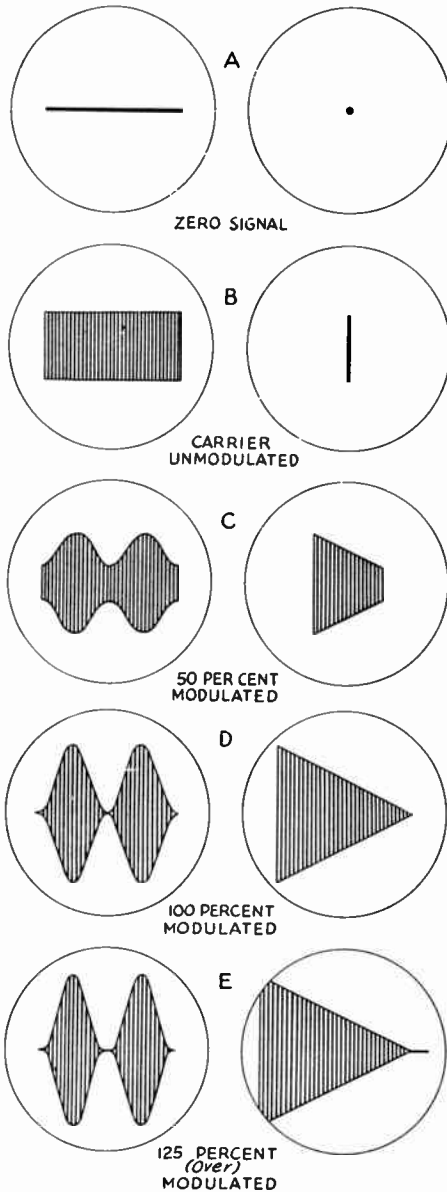 A
ZERO SIGNAL
B
CARRIER
UNMODULATED
C
50 PER CENT
MODULATED
D
100 PERCENT
MODULATED
E
125 PERCENT
(Over)
MODULATED